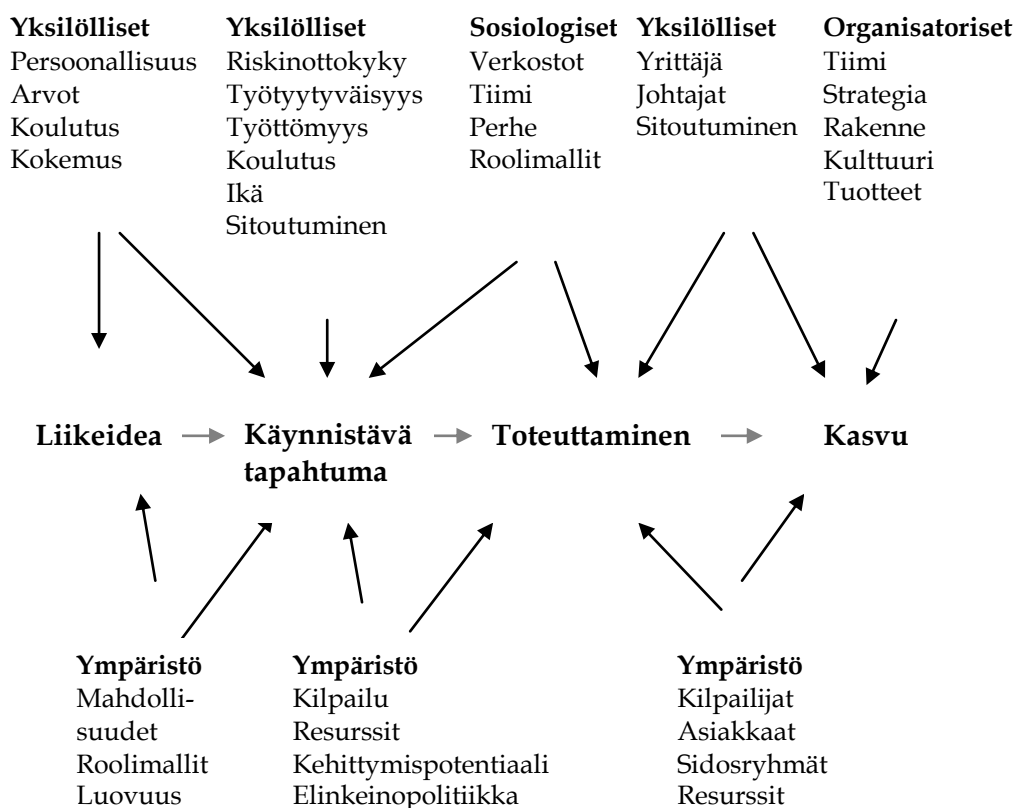 Yksilölliset
Persoonallisuus
Arvot
Koulutus
Kokemus
Yksilölliset
Riskinottokyky
Työtyytyväisyys
Työttömyys
Koulutus
Ikä
Sitoutuminen
Sosiologiset
Verkostot
Tiimi
Perhe
Roolimallit
Yksilölliset
Yrittäjä
Johtajat
Sitoutuminen
Organisatoriset
Tiimi
Strategia
Rakenne
Kulttuuri
Tuotteet
Liikeidea
Käynnistävä
tapahtuma
Toteuttaminen
Kasvu
Ympäristö
Mahdolli-
suudet
Roolimallit
Luovuus
Ympäristö
Kilpailu
Resurssit
Kehittymispotentiaali
Elinkeinopolitiikka
Ympäristö
Kilpailijat
Asiakkaat
Sidosryhmät
Resurssit